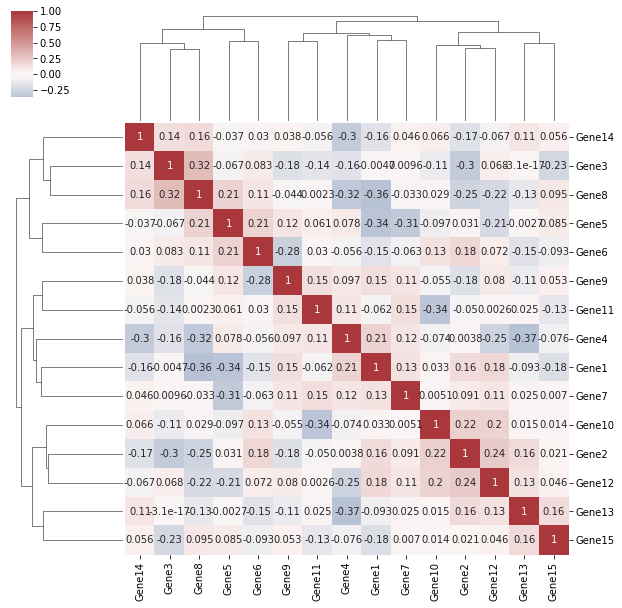 1.00
0.75
0.50
0.25
0.00
−0.25
1 0.14 0.16 -0.037 0.03 0.038 -0.056 -0.3 -0.16 0.046 0.066 -0.17 -0.067 0.11 0.056 Gene14
0.14 1 0.32 -0.067 0.083 -0.18 -0.14 -0.16 -0.0047 0.0096 -0.11 -0.3 0.068 -3.1e-17 -0.23 Gene3
0.16 0.32 1 0.21 0.11 -0.044 0.0023 -0.32 -0.36 -0.033 0.029 -0.25 -0.22 -0.13 0.095 Gene8
-0.037 -0.067 0.21 1 0.21 0.12 0.061 0.078 -0.34 -0.31 -0.097 0.031 -0.21 -0.0027 0.085 Gene5
0.03 0.083 0.11 0.21 1 -0.28 0.03 -0.056 -0.15 -0.063 0.13 0.18 0.072 -0.15 -0.093 Gene6
0.038 -0.18 -0.044 0.12 -0.28 1 0.15 0.097 0.15 0.11 -0.055 -0.18 0.08 -0.11 0.053 Gene9
-0.056 -0.14 0.0023 0.061 0.03 0.15 1 0.11 -0.062 0.15 -0.34 -0.05 0.0026 0.025 -0.13 Gene11
-0.3 -0.16 -0.32 0.078 -0.056 0.097 0.11 1 0.21 0.12 -0.074 0.0038 -0.25 -0.37 -0.076 Gene4
-0.16 -0.0047 -0.36 -0.34 -0.15 0.15 -0.062 0.21 1 0.13 0.033 0.16 0.18 -0.093 -0.18 Gene1
0.046 0.0096 -0.033 -0.31 -0.063 0.11 0.15 0.12 0.13 1 0.0051 0.091 0.11 0.025 0.007 Gene7
0.066 -0.11 0.029 -0.097 0.13 -0.055 -0.34 -0.074 0.033 0.0051 1 0.22 0.2 0.015 0.014 Gene10
-0.17 -0.3 -0.25 0.031 0.18 -0.18 -0.05 0.0038 0.16 0.091 0.22 1 0.24 0.16 0.021 Gene2
-0.067 0.068 -0.22 -0.21 0.072 0.08 0.0026 -0.25 0.18 0.11 0.2 0.24 1 0.13 0.046 Gene12
0.11 -3.1e-17 -0.13 -0.0027 -0.15 -0.11 0.025 -0.37 -0.093 0.025 0.015 0.16 0.13 1 0.16 Gene13
0.056 -0.23 0.095 0.085 -0.093 0.053 -0.13 -0.076 -0.18 0.007 0.014 0.021 0.046 0.16 1 Gene15
Gene14 Gene3 Gene8 Gene5 Gene6 Gene9 Gene11 Gene4 Gene1 Gene7 Gene10 Gene2 Gene12 Gene13 Gene15